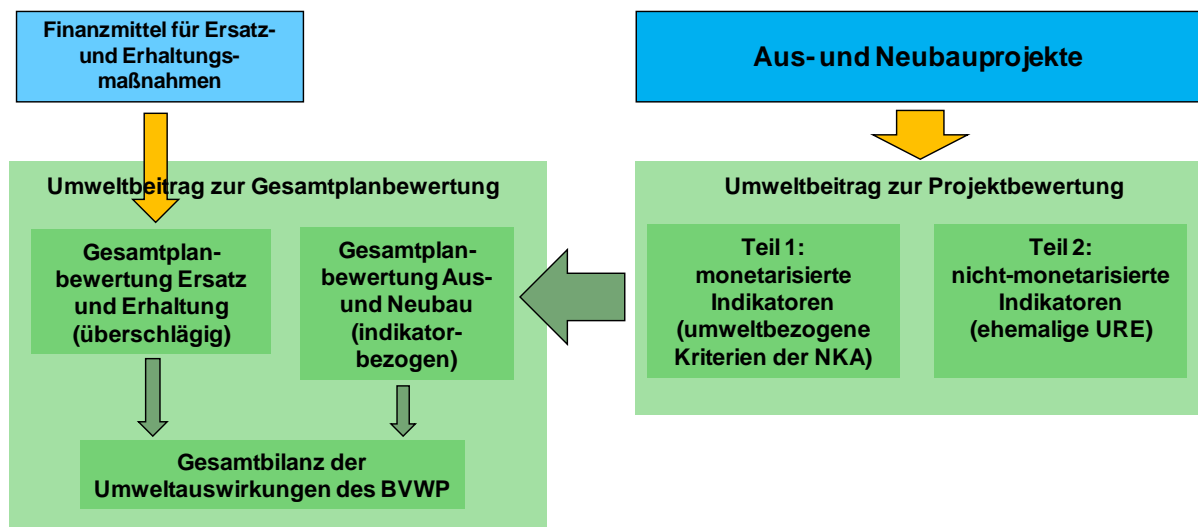 Finanzmittel für Ersatz-
und Erhaltungs-
maßnahmen
Aus- und Neubauprojekte
Umweltbeitrag zur Gesamtplanbewertung
Gesamtplan-
bewertung Ersatz
und Erhaltung
(überschlägig)
Gesamtplan-
bewertung Aus-
und Neubau
(indikator-
bezogen)
Gesamtbilanz der
Umweltauswirkungen des BVWP
Umweltbeitrag zur Projektbewertung
Teil 1:
monetarisierte
Indikatoren
(umweltbezogene
Kriterien der NKA)
Teil 2:
nicht-monetarisierte
Indikatoren
(ehemalige URE)